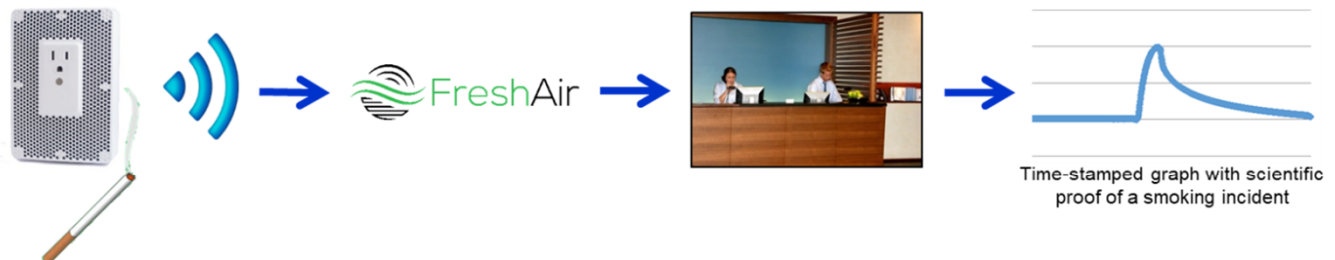 FreshAir
Time-stamped graph with scientific
proof of a smoking incident